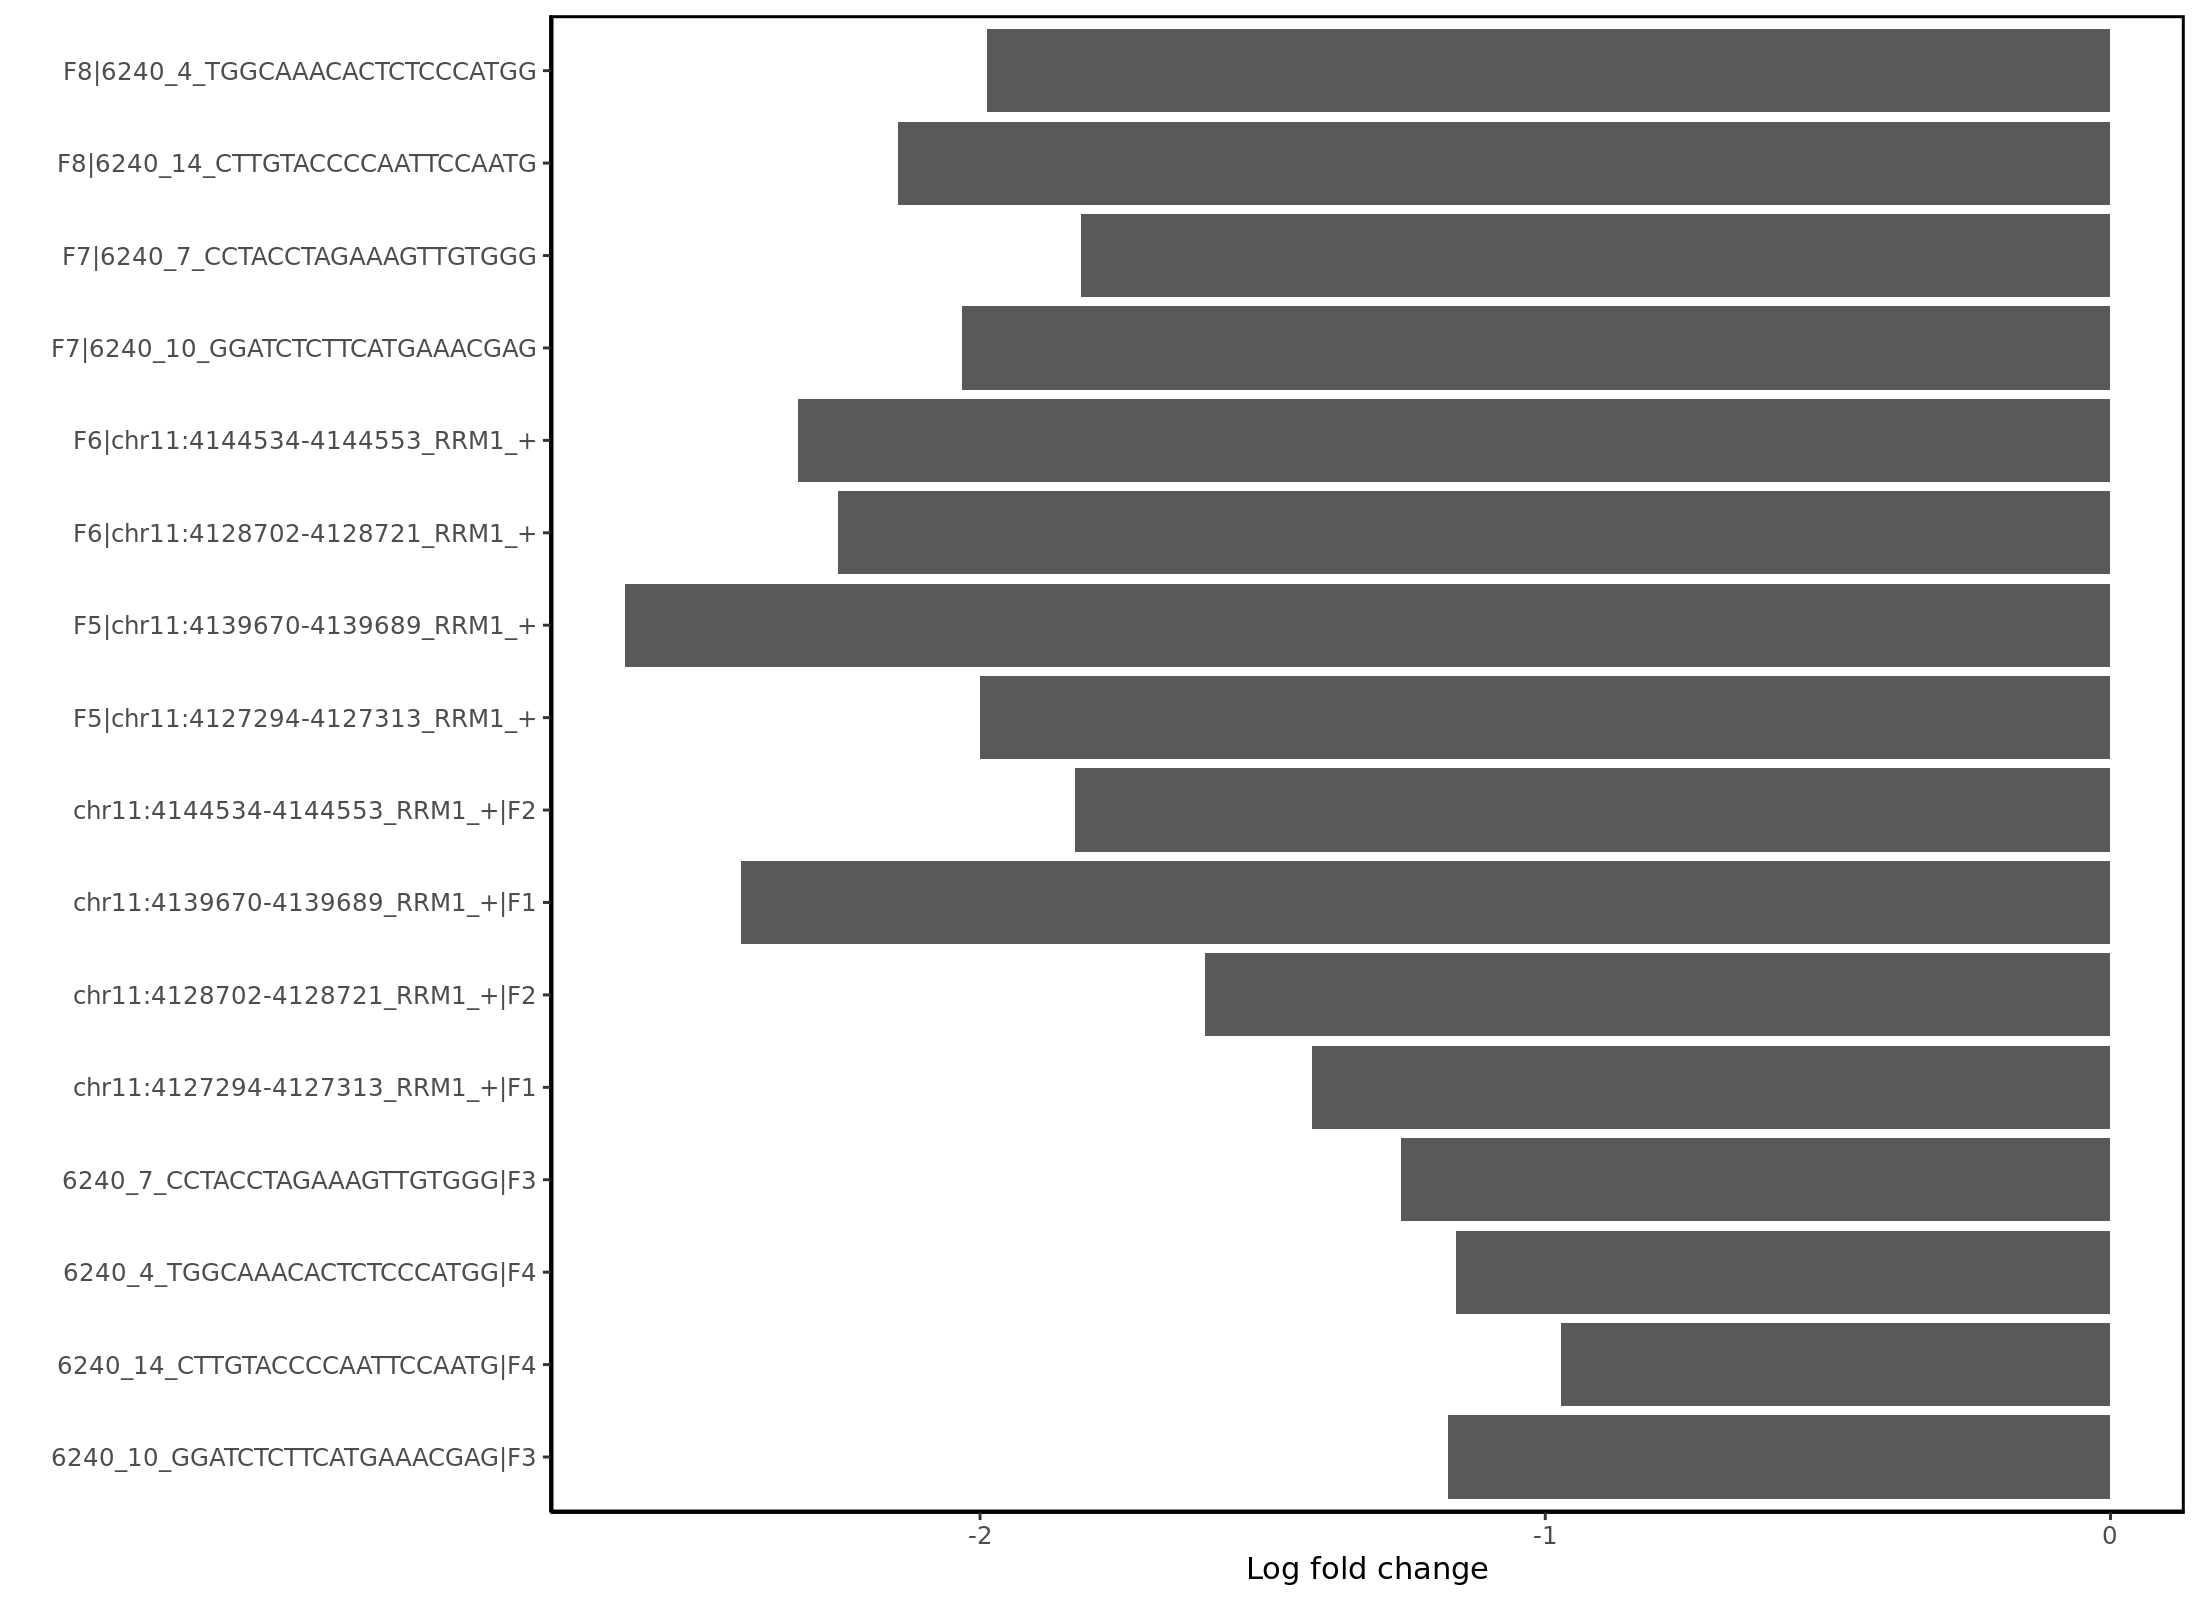 F8|6240_4_TGGCAAACACTCTCCCATGG
F8|6240_14_CTTGTACCCCAATTCCAATG
F7|6240_7_CCTACCTAGAAAGTTGTGGG
F7|6240_10_GGATCTCTTCATGAAACGAG
F6|chr11:4144534-4144553_RRM1_+
F6|chr11:4128702-4128721_RRM1_+
F5|chr11:4139670-4139689_RRM1_+
F5|chr11:4127294-4127313_RRM1_+
chr11:4144534-4144553_RRM1_+|F2
chr11:4139670-4139689_RRM1_+|F1
chr11:4128702-4128721_RRM1_+|F2
chr11:4127294-4127313_RRM1_+|F1
6240_7_CCTACCTAGAAAGTTGTGGG|F3
6240_4_TGGCAAACACTCTCCCATGG|F4
6240_14_CTTGTACCCCAATTCCAATG|F4
6240_10_GGATCTCTTCATGAAACGAG|F3
-2 -1 0
Log fold change